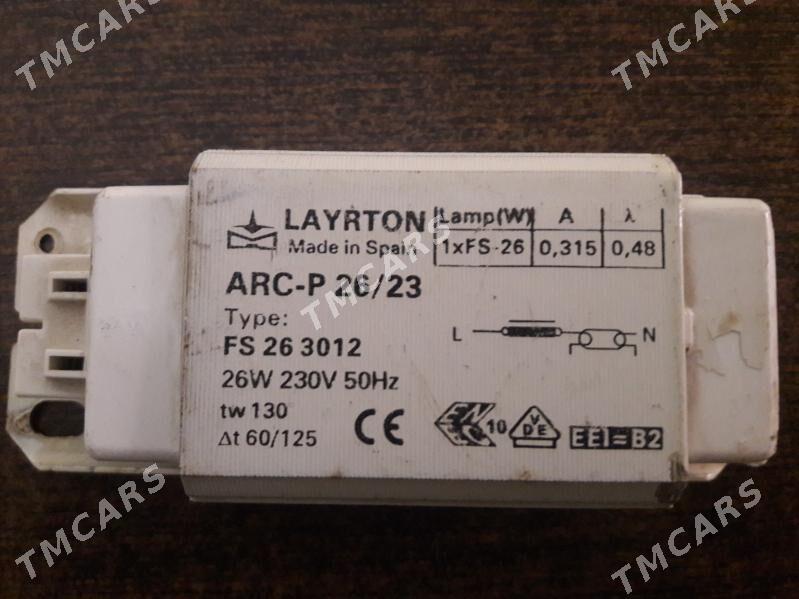 TMCARS
TMCARS
LAYRTON
Made in Spain
Lamp(W) A λ
1xFS-26 0,315 0,48
ARC-P 26/23
TMCARS
Type:
FS 26 3012
L N
26W 230V 50Hz
tw 130
Δt 60/125
CE
10
VDE
EEI=B2
TMCARS
TMCARS